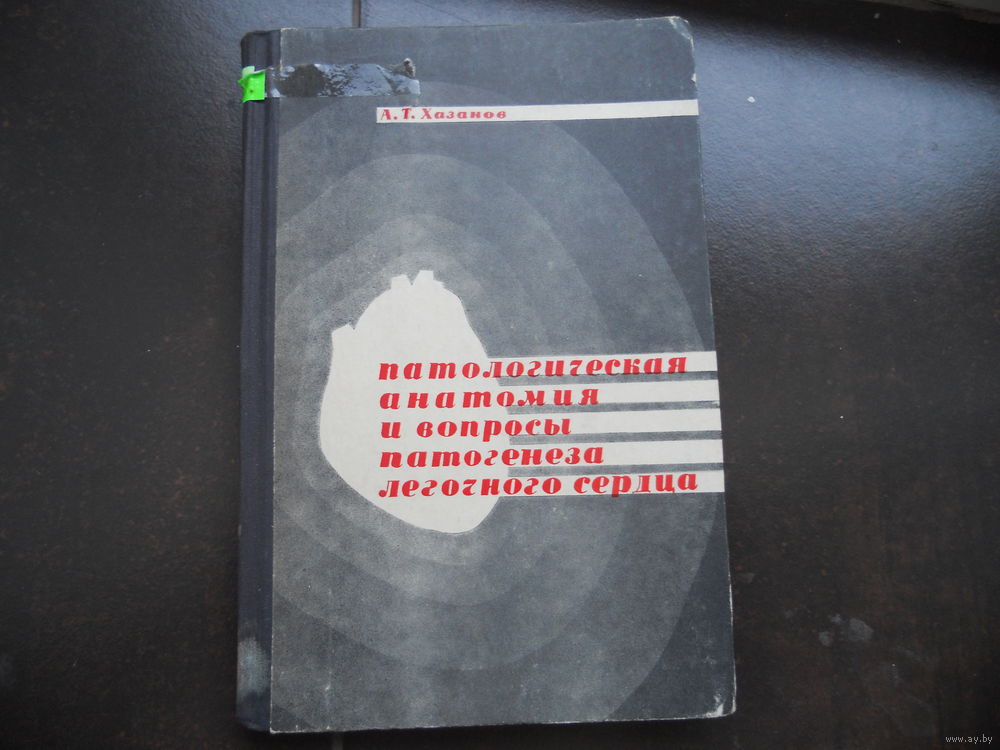 А. Т. Хазанов
патологическая
анатомия
и вопросы
патогенеза
легочного сердца
www.ay.by